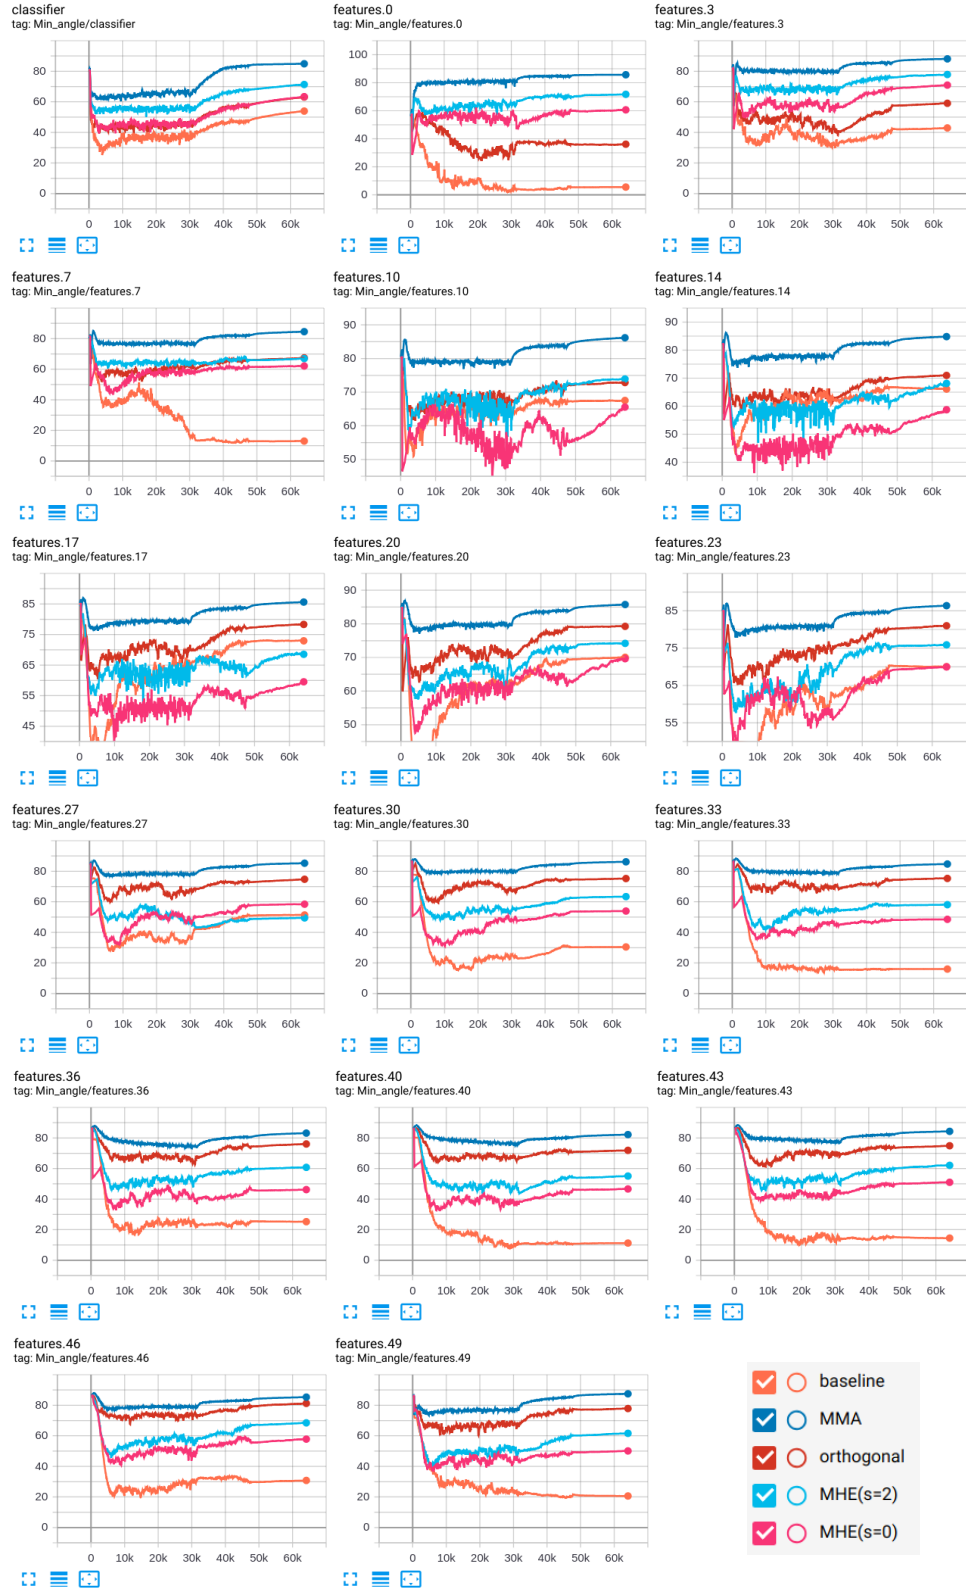 classifier
tag: Min_angle/classifier
80
60
40
20
0
0 10k 20k 30k 40k 50k 60k
features.0
tag: Min_angle/features.0
100
80
60
40
20
0
0 10k 20k 30k 40k 50k 60k
features.3
tag: Min_angle/features.3
80
60
40
20
0
0 10k 20k 30k 40k 50k 60k
features.7
tag: Min_angle/features.7
80
60
40
20
0
0 10k 20k 30k 40k 50k 60k
features.10
tag: Min_angle/features.10
90
80
70
60
50
0 10k 20k 30k 40k 50k 60k
features.14
tag: Min_angle/features.14
90
80
70
60
50
40
0 10k 20k 30k 40k 50k 60k
features.17
tag: Min_angle/features.17
85
75
65
55
45
0 10k 20k 30k 40k 50k 60k
features.20
tag: Min_angle/features.20
90
80
70
60
50
0 10k 20k 30k 40k 50k 60k
features.23
tag: Min_angle/features.23
85
75
65
55
0 10k 20k 30k 40k 50k 60k
features.27
tag: Min_angle/features.27
80
60
40
20
0
0 10k 20k 30k 40k 50k 60k
features.30
tag: Min_angle/features.30
80
60
40
20
0
0 10k 20k 30k 40k 50k 60k
features.33
tag: Min_angle/features.33
80
60
40
20
0
0 10k 20k 30k 40k 50k 60k
features.36
tag: Min_angle/features.36
80
60
40
20
0
0 10k 20k 30k 40k 50k 60k
features.40
tag: Min_angle/features.40
80
60
40
20
0
0 10k 20k 30k 40k 50k 60k
features.43
tag: Min_angle/features.43
80
60
40
20
0
0 10k 20k 30k 40k 50k 60k
features.46
tag: Min_angle/features.46
80
60
40
20
0
0 10k 20k 30k 40k 50k 60k
features.49
tag: Min_angle/features.49
80
60
40
20
0
0 10k 20k 30k 40k 50k 60k
baseline
MMA
orthogonal
MHE(s=2)
MHE(s=0)